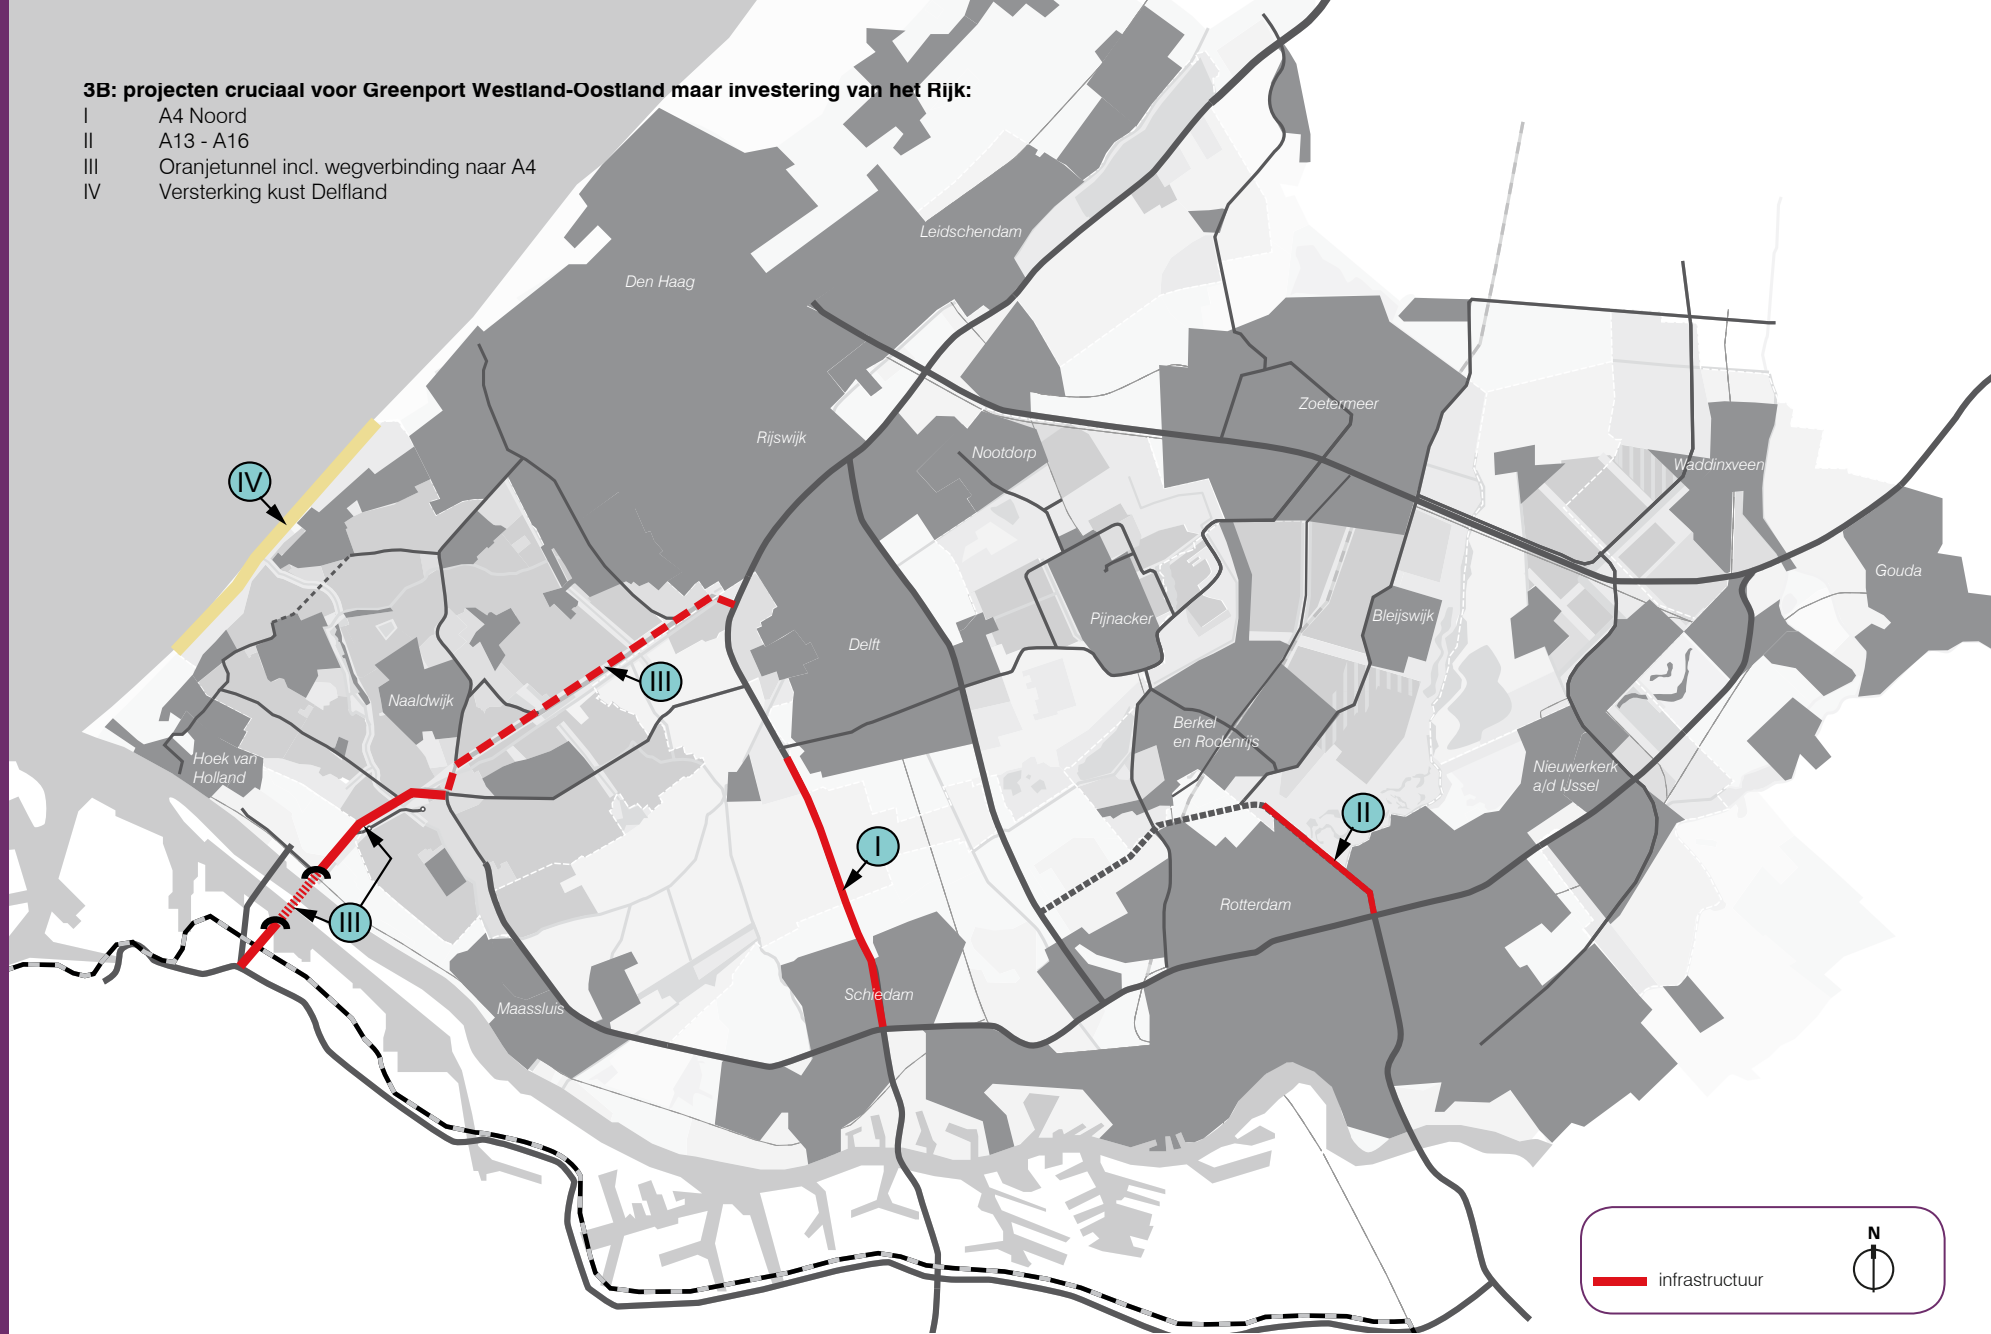 3B: projecten cruciaal voor Greenport Westland-Oostland maar investering van het Rijk:
I A4 Noord
II A13 - A16
III Oranjetunnel incl. wegverbinding naar A4
IV Versterking kust Delfland
Leidschendam
Den Haag
Zoetermeer
Rijswijk
Nootdorp
Waddinxveen
IV
Gouda
Pijnacker
Bleijswijk
Delft
III
Naaldwijk
Berkel
en Rodenrijs
Hoek van
Holland
Nieuwerkerk
a/d IJssel
II
I
Rotterdam
III
Schiedam
Maassluis
N
infrastructuur